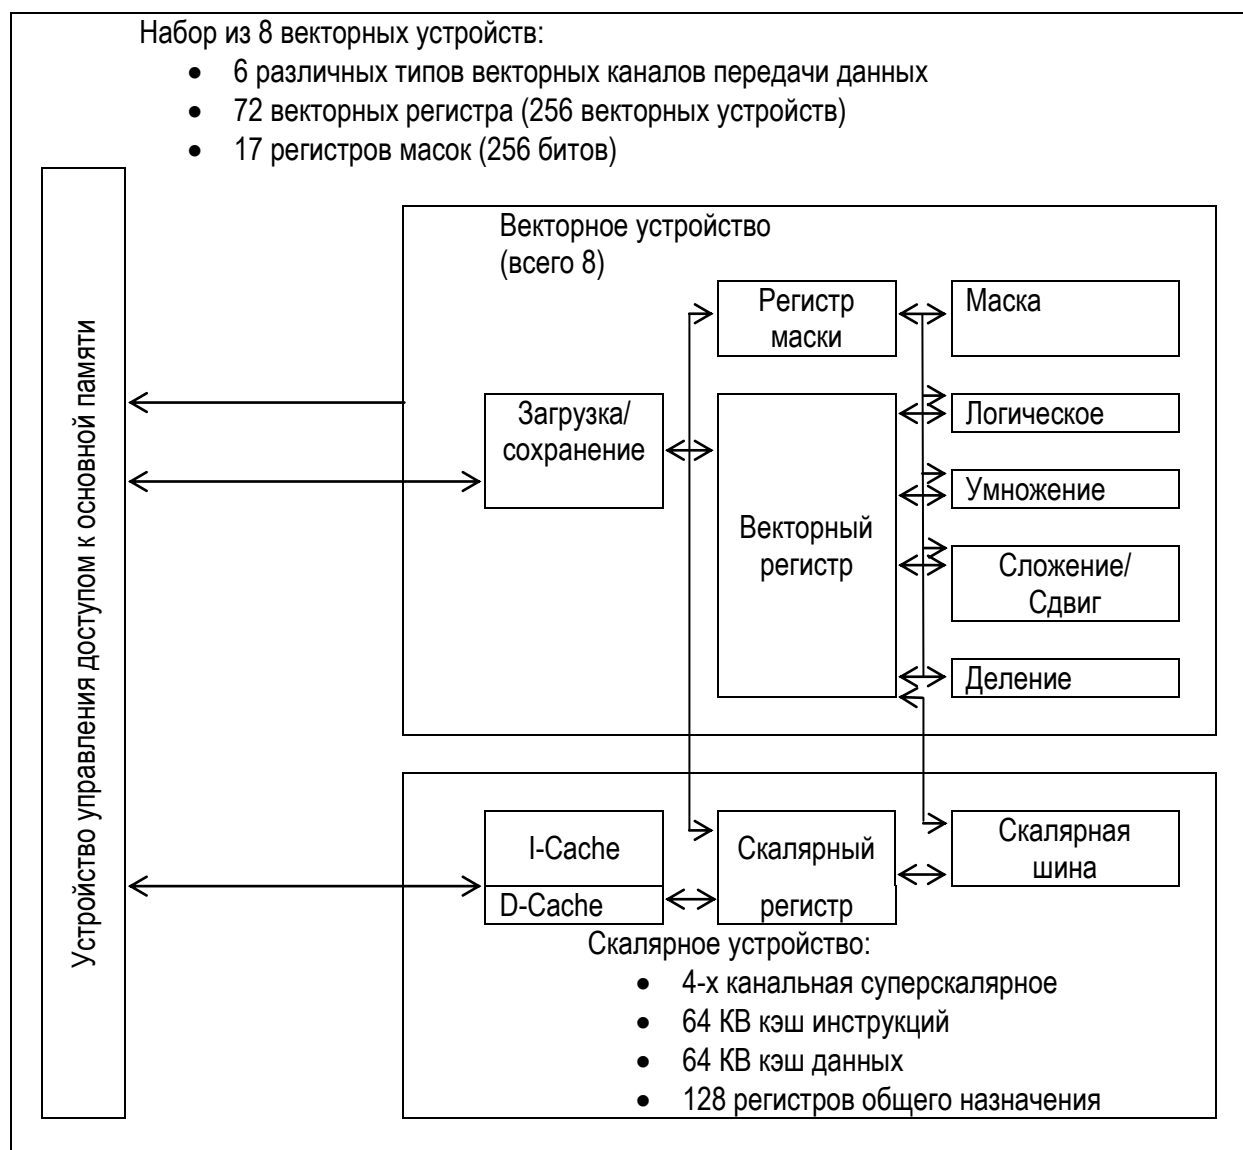 Набор из 8 векторных устройств:
• 6 различных типов векторных каналов передачи данных
• 72 векторных регистра (256 векторных устройств)
• 17 регистров масок (256 битов)
Устройство управления доступом к основной памяти
Векторное устройство
(всего 8)
Регистр
маски
Маска
Загрузка/
сохранение
Векторный
регистр
Логическое
Умножение
Сложение/
Сдвиг
Деление
I-Cache
D-Cache
Скалярный
регистр
Скалярная
шина
Скалярное устройство:
• 4-х канальная суперскалярное
• 64 КВ кэш инструкций
• 64 КВ кэш данных
• 128 регистров общего назначения